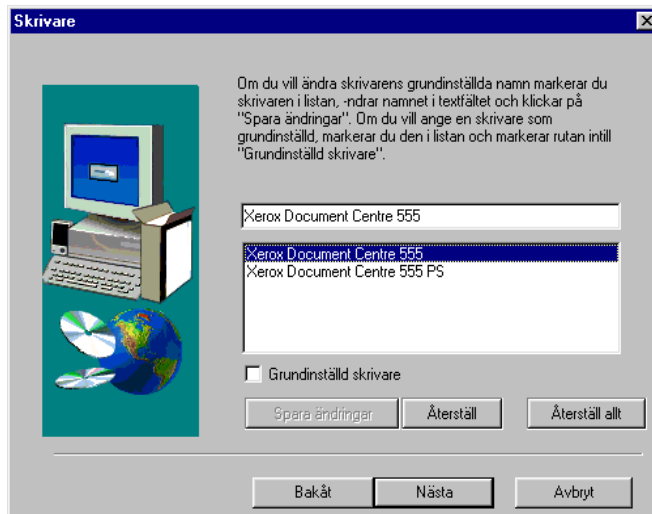 Skrivare
Om du vill ändra skrivarens grundinställda namn markerar du
skrivaren i listan, -ndrar namnet i textfältet och klickar på
"Spara ändringar". Om du vill ange en skrivare som
grundinställd, markerar du den i listan och markerar rutan intill
"Grundinställd skrivare".
Xerox Document Centre 555
Xerox Document Centre 555
Xerox Document Centre 555 PS
Grundinställd skrivare
Spara ändringar Återställ Återställ allt
Bakåt Nästa Avbryt